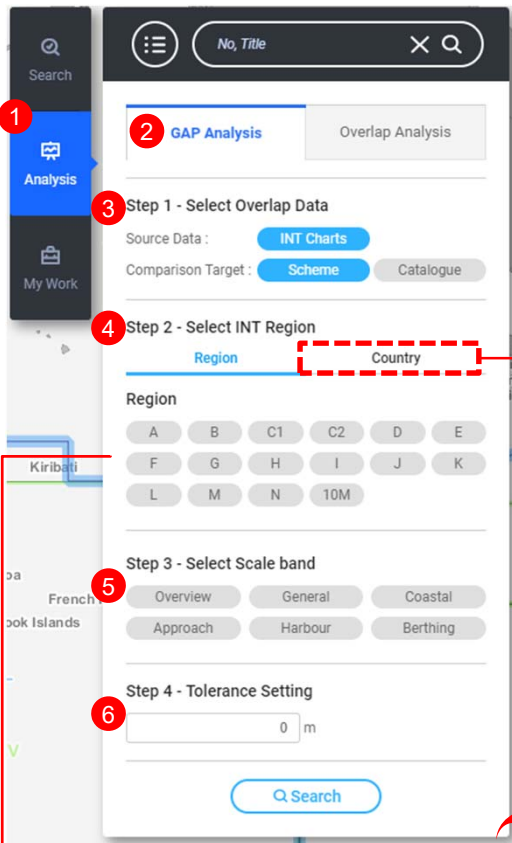 Search
No, Title
1
Analysis
2 GAP Analysis
Overlap Analysis
My Work
3 Step 1 - Select Overlap Data
Source Data : INT Charts
Comparison Target : Scheme Catalogue
4 Step 2 - Select INT Region
Region Country
Region
A B C1 C2 D E
F G H I J K
L M N 10M
Kiribati
5 Step 3 - Select Scale band
Overview General Coastal
Approach Harbour Berthing
French
ook Islands
6 Step 4 - Tolerance Setting
0 m
Search